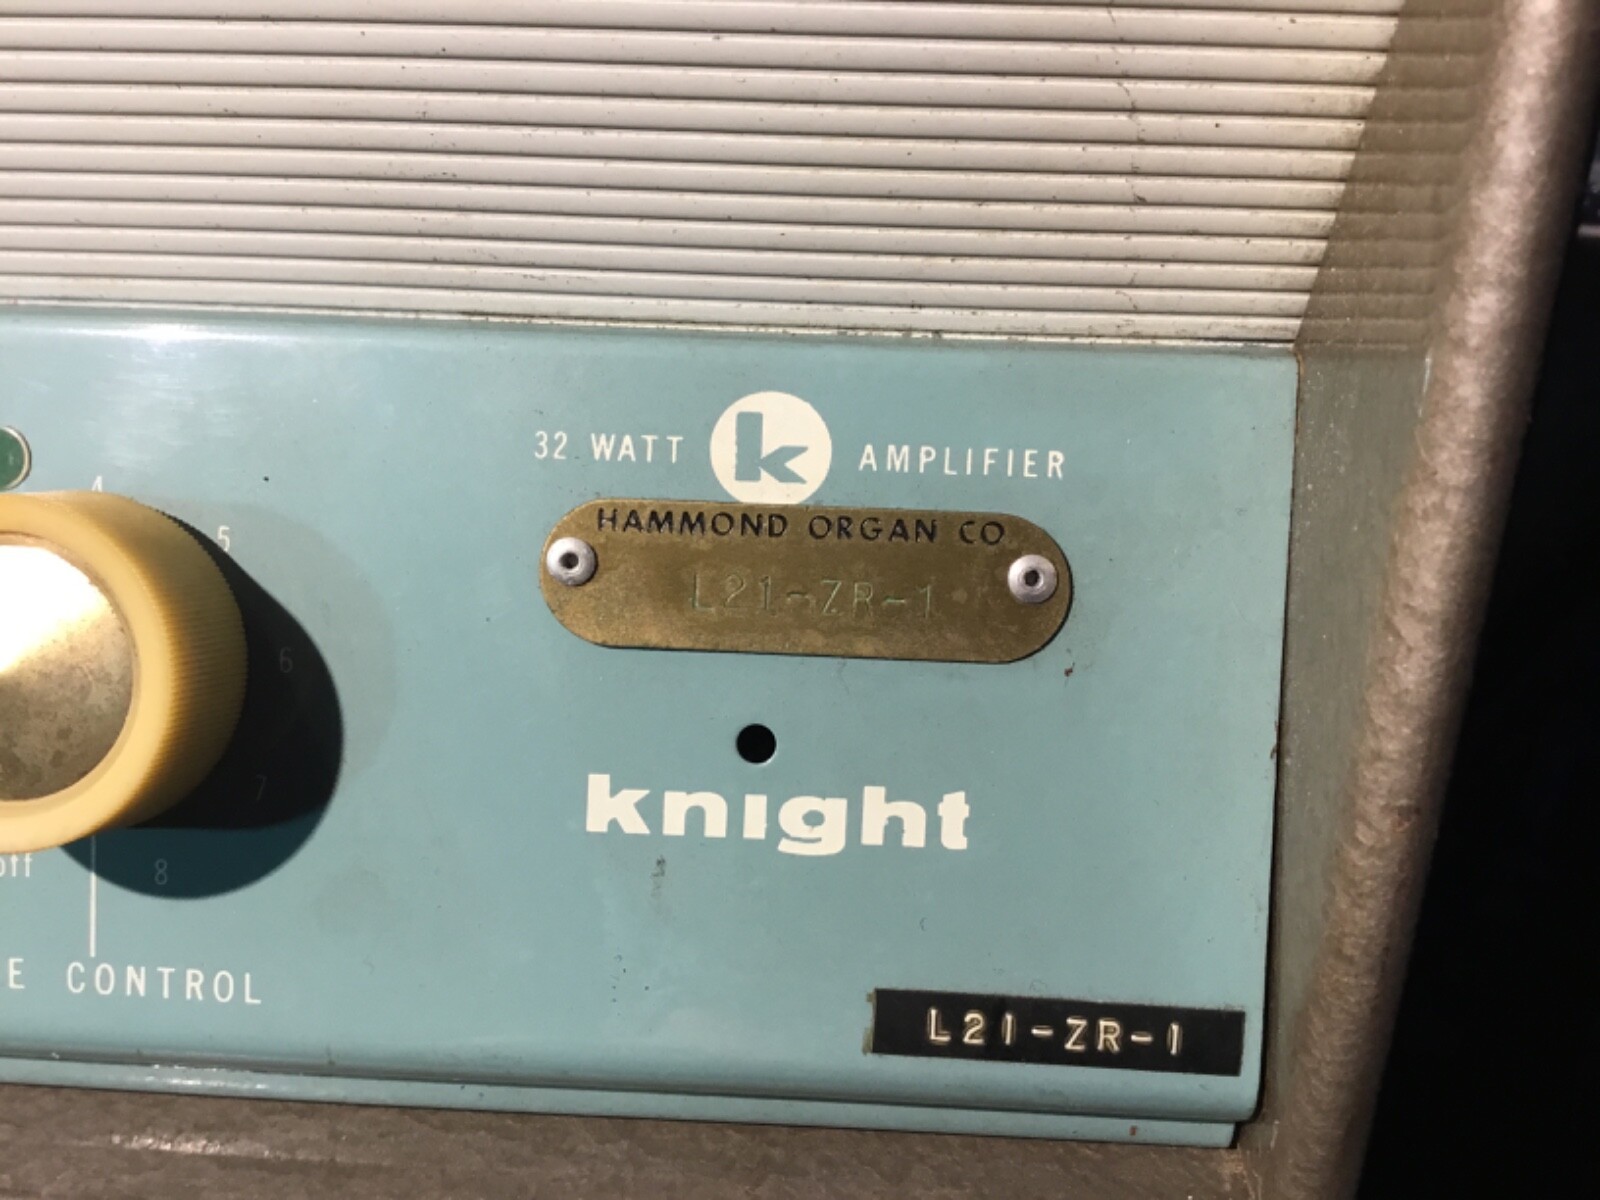 32 WATT k AMPLIFIER
HAMMOND ORGAN CO
L21-ZR-1
knight
4
5
6
7
8
off
E CONTROL
L21-ZR-1